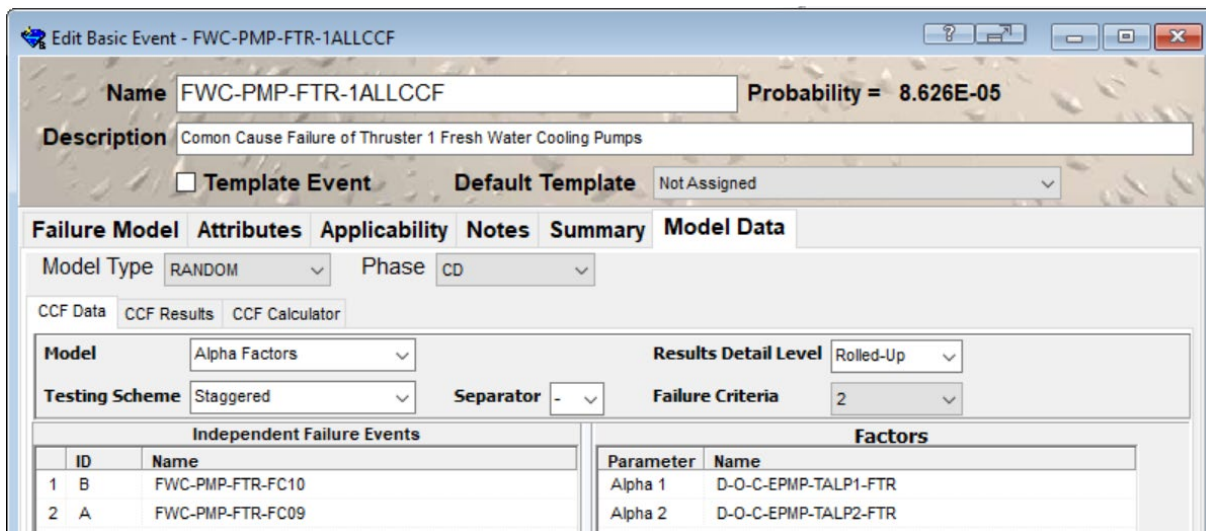 Edit Basic Event - FWC-PMP-FTR-1ALLCCF
Name FWC-PMP-FTR-1ALLCCF Probability = 8.626E-05
Description Comon Cause Failure of Thruster 1 Fresh Water Cooling Pumps
Template Event Default Template Not Assigned
Failure Model Attributes Applicability Notes Summary Model Data
Model Type RANDOM Phase CD
CCF Data CCF Results CCF Calculator
Model Alpha Factors Results Detail Level Rolled-Up
Testing Scheme Staggered Separator - Failure Criteria 2
Independent Failure Events Factors
ID Name Parameter Name
1 B FWC-PMP-FTR-FC10 Alpha 1 D-O-C-EPMP-TALP1-FTR
2 A FWC-PMP-FTR-FC09 Alpha 2 D-O-C-EPMP-TALP2-FTR